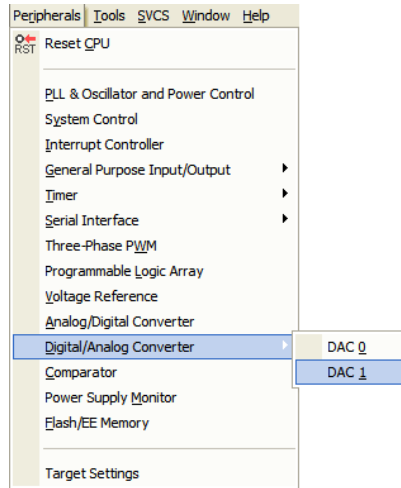 Peripherals Tools SVCS Window Help
RST Reset CPU
PLL & Oscillator and Power Control
System Control
Interrupt Controller
General Purpose Input/Output
Timer
Serial Interface
Three-Phase PWM
Programmable Logic Array
Voltage Reference
Analog/Digital Converter
Digital/Analog Converter
DAC 0
DAC 1
Comparator
Power Supply Monitor
Flash/EE Memory
Target Settings